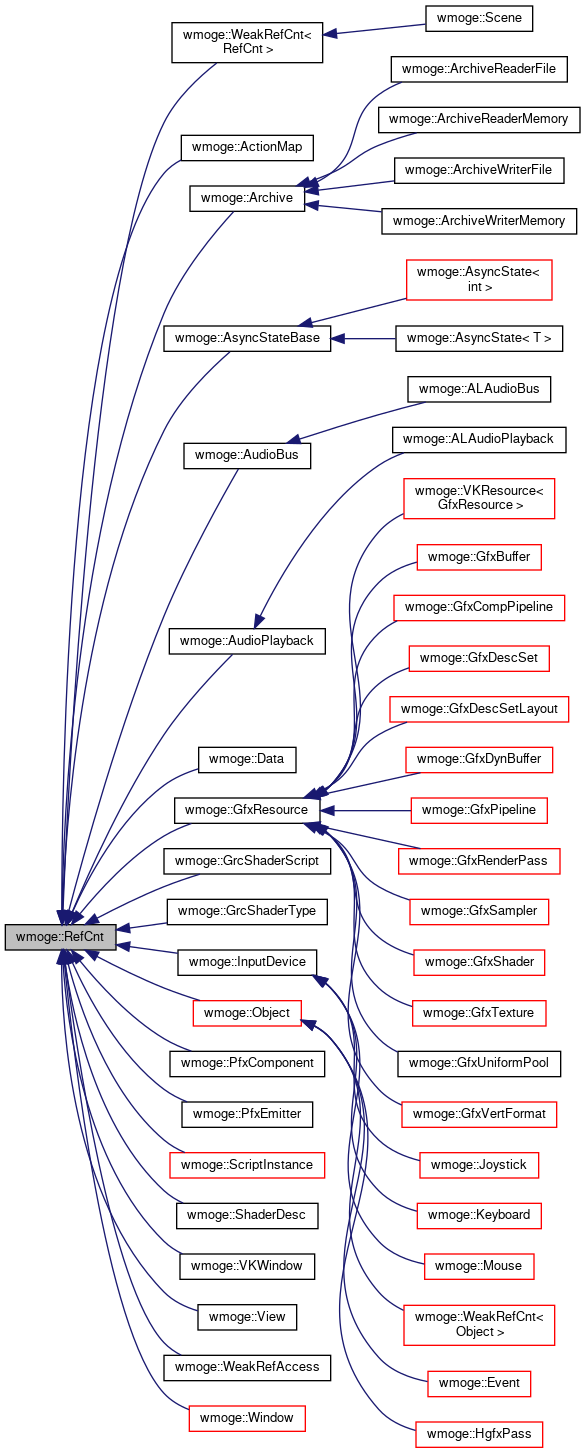 wmoge::WeakRefCnt<
RefCnt >
wmoge::Scene
wmoge::ArchiveReaderFile
wmoge::ArchiveReaderMemory
wmoge::ActionMap
wmoge::ArchiveWriterFile
wmoge::Archive
wmoge::ArchiveWriterMemory
wmoge::AsyncState<
int >
wmoge::AsyncStateBase
wmoge::AsyncState< T >
wmoge::ALAudioBus
wmoge::AudioBus
wmoge::ALAudioPlayback
wmoge::VKResource<
GfxResource >
wmoge::GfxBuffer
wmoge::GfxCompPipeline
wmoge::AudioPlayback
wmoge::GfxDescSet
wmoge::GfxDescSetLayout
wmoge::Data
wmoge::GfxDynBuffer
wmoge::GfxResource
wmoge::GfxPipeline
wmoge::GrcShaderScript
wmoge::GfxRenderPass
wmoge::GrcShaderType
wmoge::GfxSampler
wmoge::RefCnt
wmoge::InputDevice
wmoge::GfxShader
wmoge::Object
wmoge::GfxTexture
wmoge::PfxComponent
wmoge::GfxUniformPool
wmoge::PfxEmitter
wmoge::GfxVertFormat
wmoge::ScriptInstance
wmoge::Joystick
wmoge::ShaderDesc
wmoge::Keyboard
wmoge::VKWindow
wmoge::Mouse
wmoge::View
wmoge::WeakRefCnt<
Object >
wmoge::WeakRefAccess
wmoge::Event
wmoge::Window
wmoge::HgfxPass